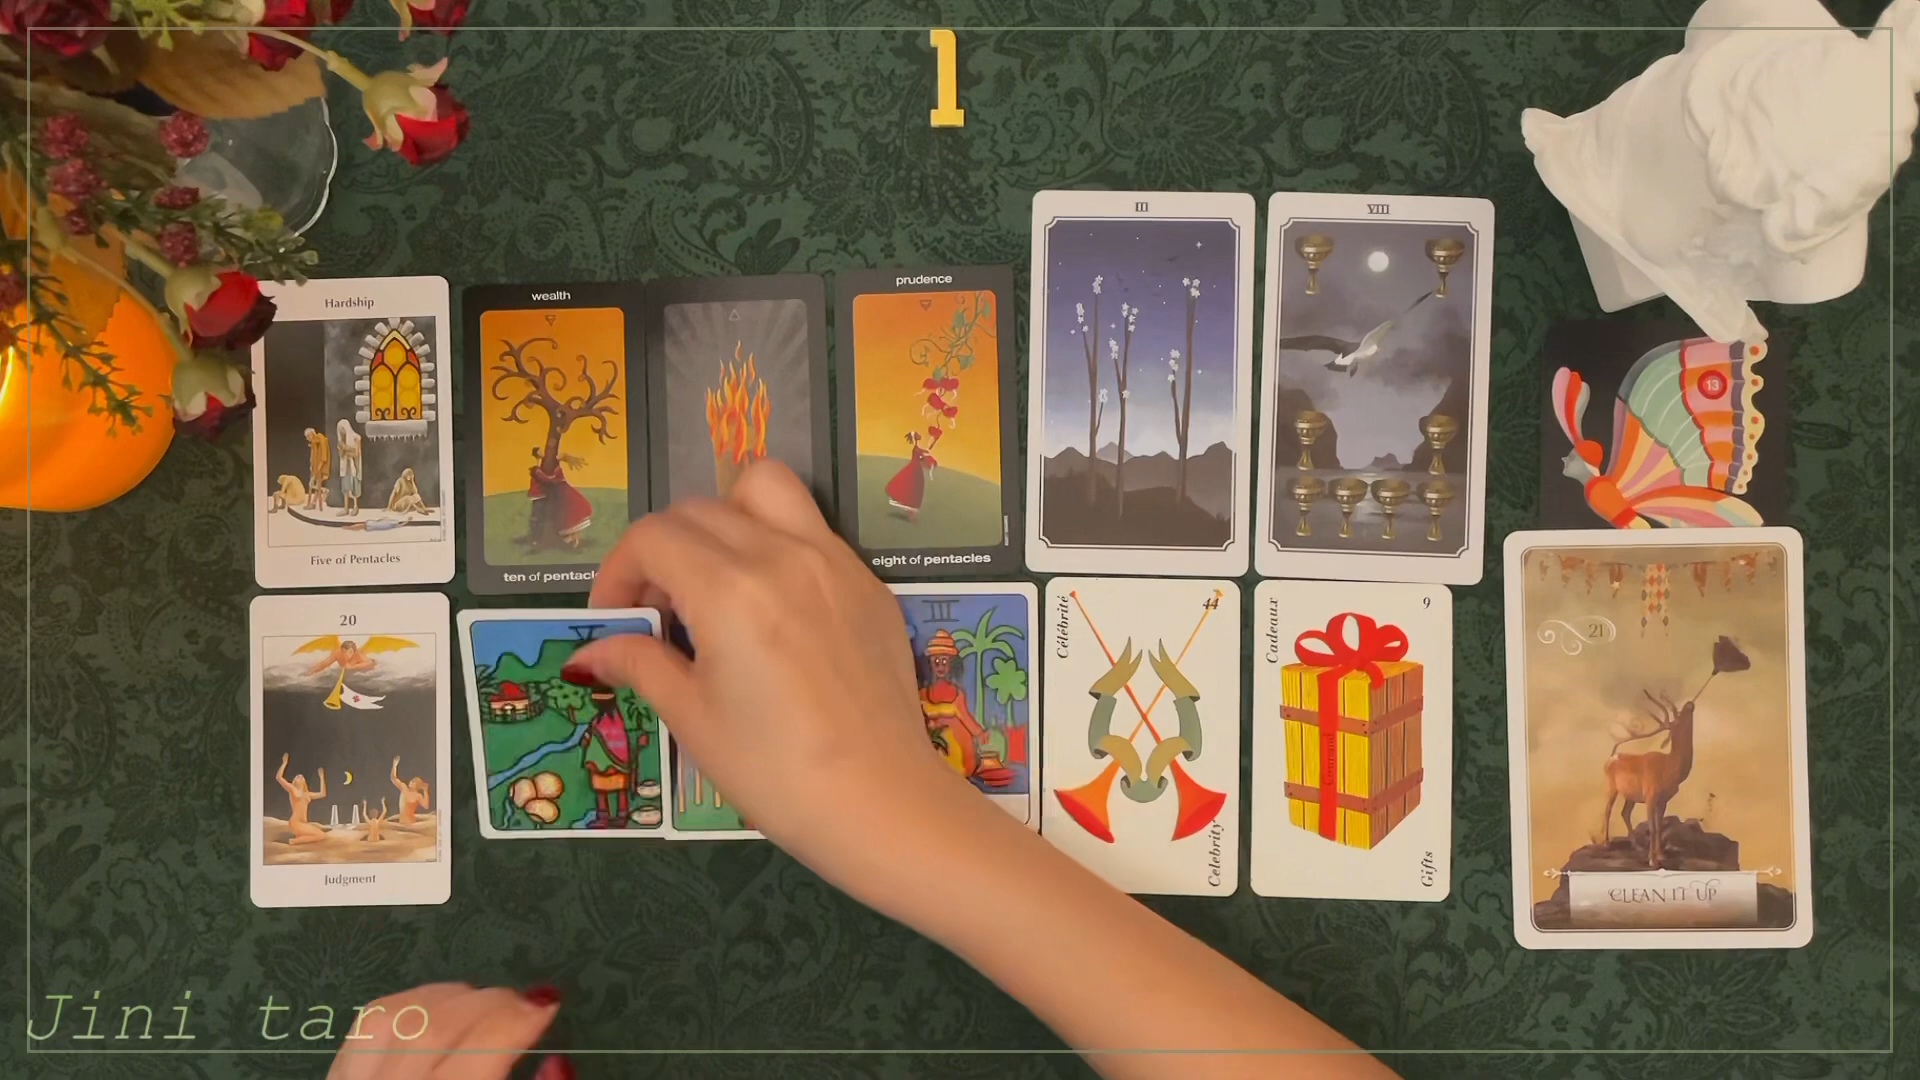 1
Hardship
Five of Pentacles
wealth
ten of pentacl
prudence
eight of pentacles
III
VIII
13
20
Judgment
III
Célébrité
44
Celebrity
Cadeaux
9
Gifts
21
CLEAN IT UP
Jini taro